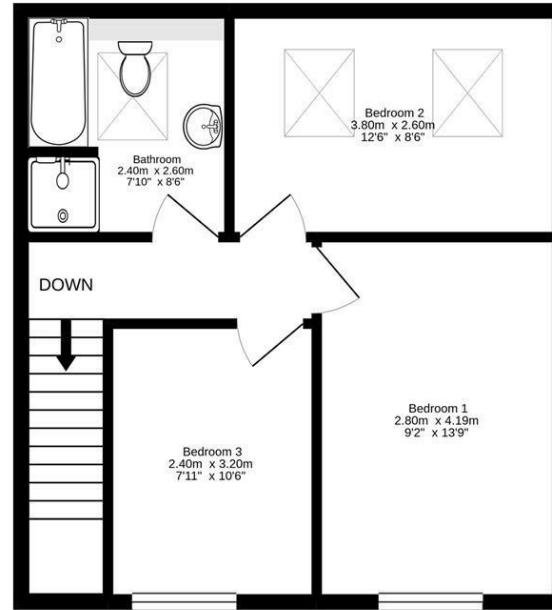 Bathroom
2.40m x 2.60m
7'10" x 8'6"
Bedroom 2
3.80m x 2.60m
12'6" x 8'6"
DOWN
Bedroom 1
2.80m x 4.19m
9'2" x 13'9"
Bedroom 3
2.40m x 3.20m
7'11" x 10'6"